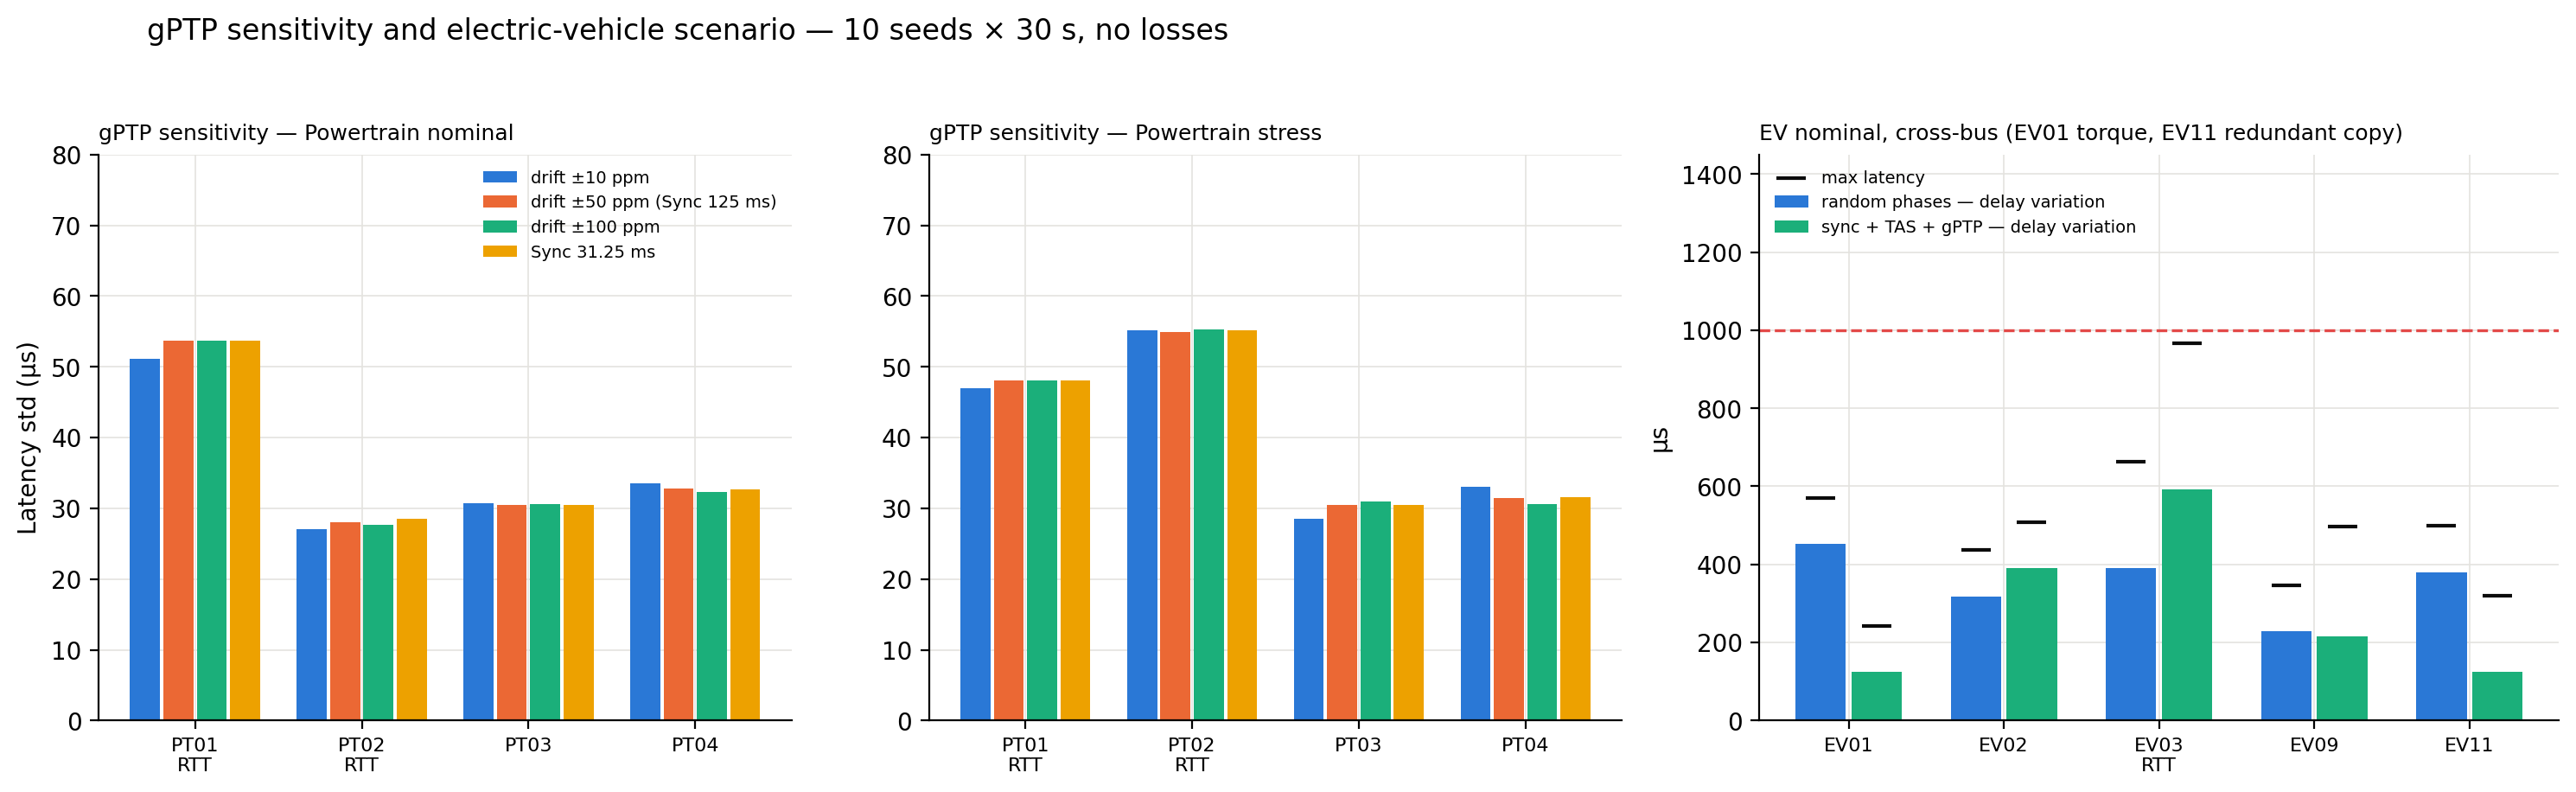 gPTP sensitivity and electric-vehicle scenario — 10 seeds × 30 s, no losses
gPTP sensitivity — Powertrain nominal
Latency std (µs)
80
70
60
50
40
30
20
10
0
drift ±10 ppm
drift ±50 ppm (Sync 125 ms)
drift ±100 ppm
Sync 31.25 ms
PT01
RTT
PT02
RTT
PT03
PT04
gPTP sensitivity — Powertrain stress
80
70
60
50
40
30
20
10
0
PT01
RTT
PT02
RTT
PT03
PT04
EV nominal, cross-bus (EV01 torque, EV11 redundant copy)
µs
1400
1200
1000
800
600
400
200
0
max latency
random phases — delay variation
sync + TAS + gPTP — delay variation
EV01
EV02
EV03
RTT
EV09
EV11